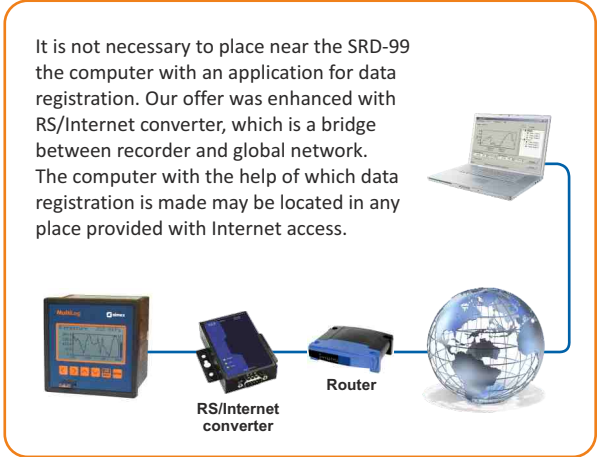 It is not necessary to place near the SRD-99
the computer with an application for data
registration. Our offer was enhanced with
RS/Internet converter, which is a bridge
between recorder and global network.
The computer with the help of which data
registration is made may be located in any
place provided with Internet access.
MultiLog
simex
Router
RS/Internet
converter